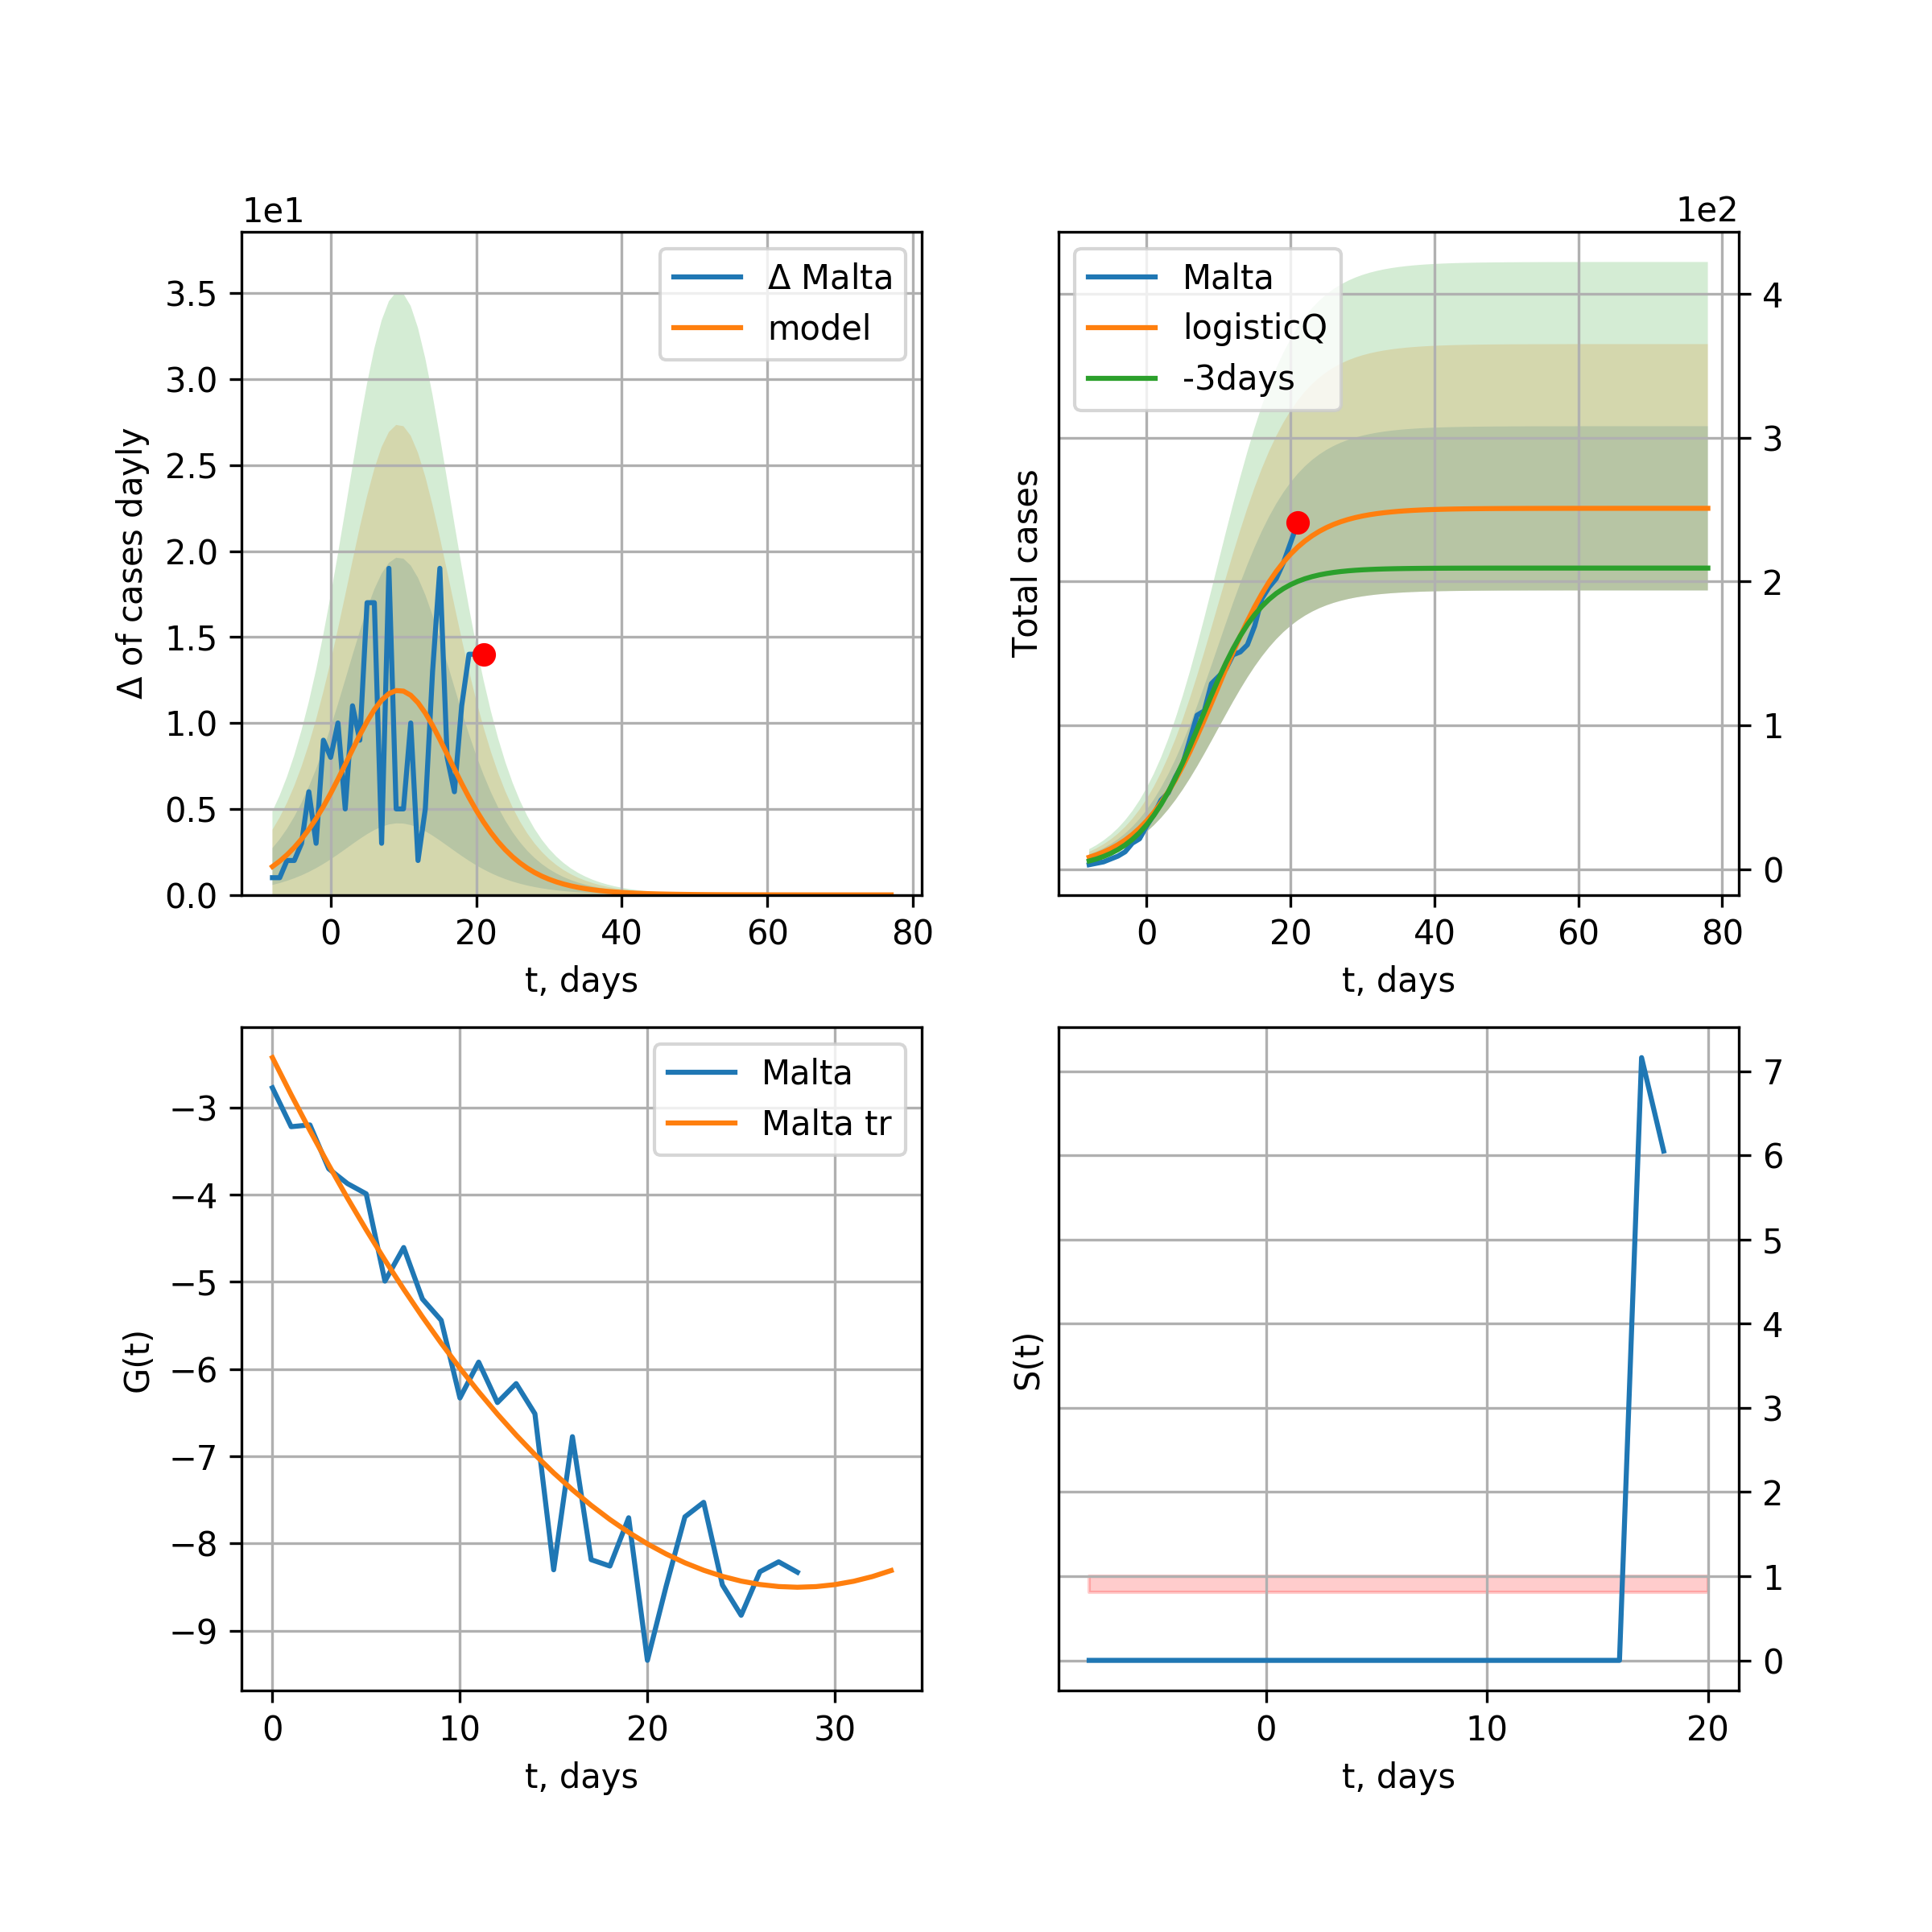 1e1
Δ of cases dayly
3.5
3.0
2.5
2.0
1.5
1.0
0.5
0.0
Δ Malta
model
0 20 40 60 80
t, days
1e2
Total cases
Malta
logisticQ
-3days
4
3
2
1
0
0 20 40 60 80
t, days
G(t)
−3
−4
−5
−6
−7
−8
−9
Malta
Malta tr
0 10 20 30
t, days
S(t)
7
6
5
4
3
2
1
0
0 10 20
t, days